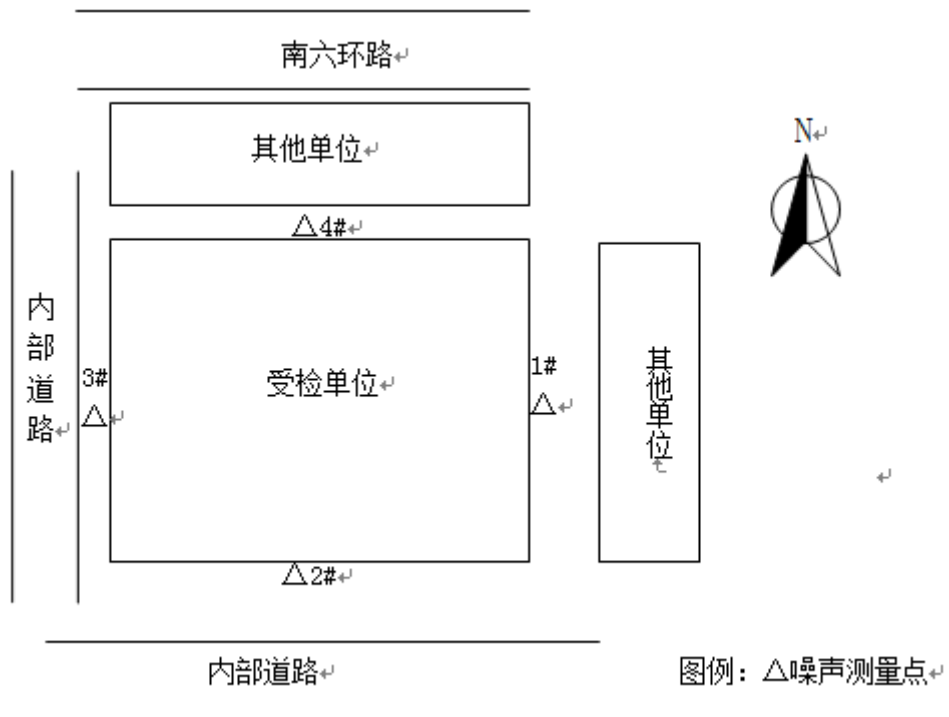 南六环路
其他单位
N
△4#
内部道路
3#
△
受检单位
1#
△
其他单位
△2#
内部道路
图例：△噪声测量点